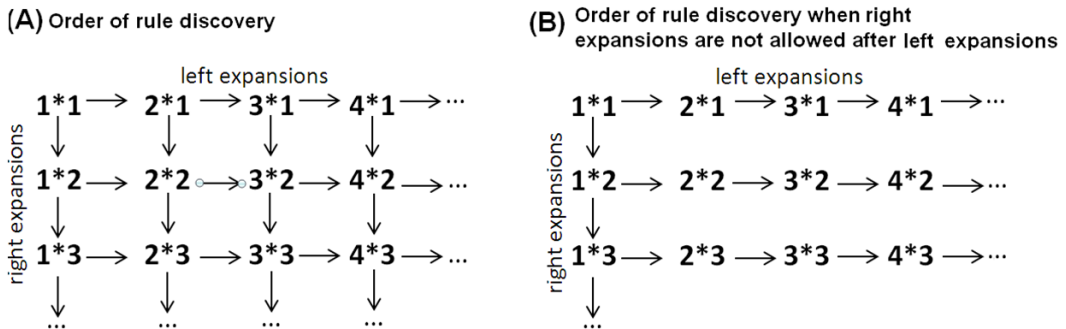 (A) Order of rule discovery
left expansions
right expansions
1*1 2*1 3*1 4*1 ...
1*2 2*2 3*2 4*2 ...
1*3 2*3 3*3 4*3 ...
... ... ... ...
(B) Order of rule discovery when right
expansions are not allowed after left expansions
left expansions
right expansions
1*1 2*1 3*1 4*1 ...
1*2 2*2 3*2 4*2 ...
1*3 2*3 3*3 4*3 ...
...